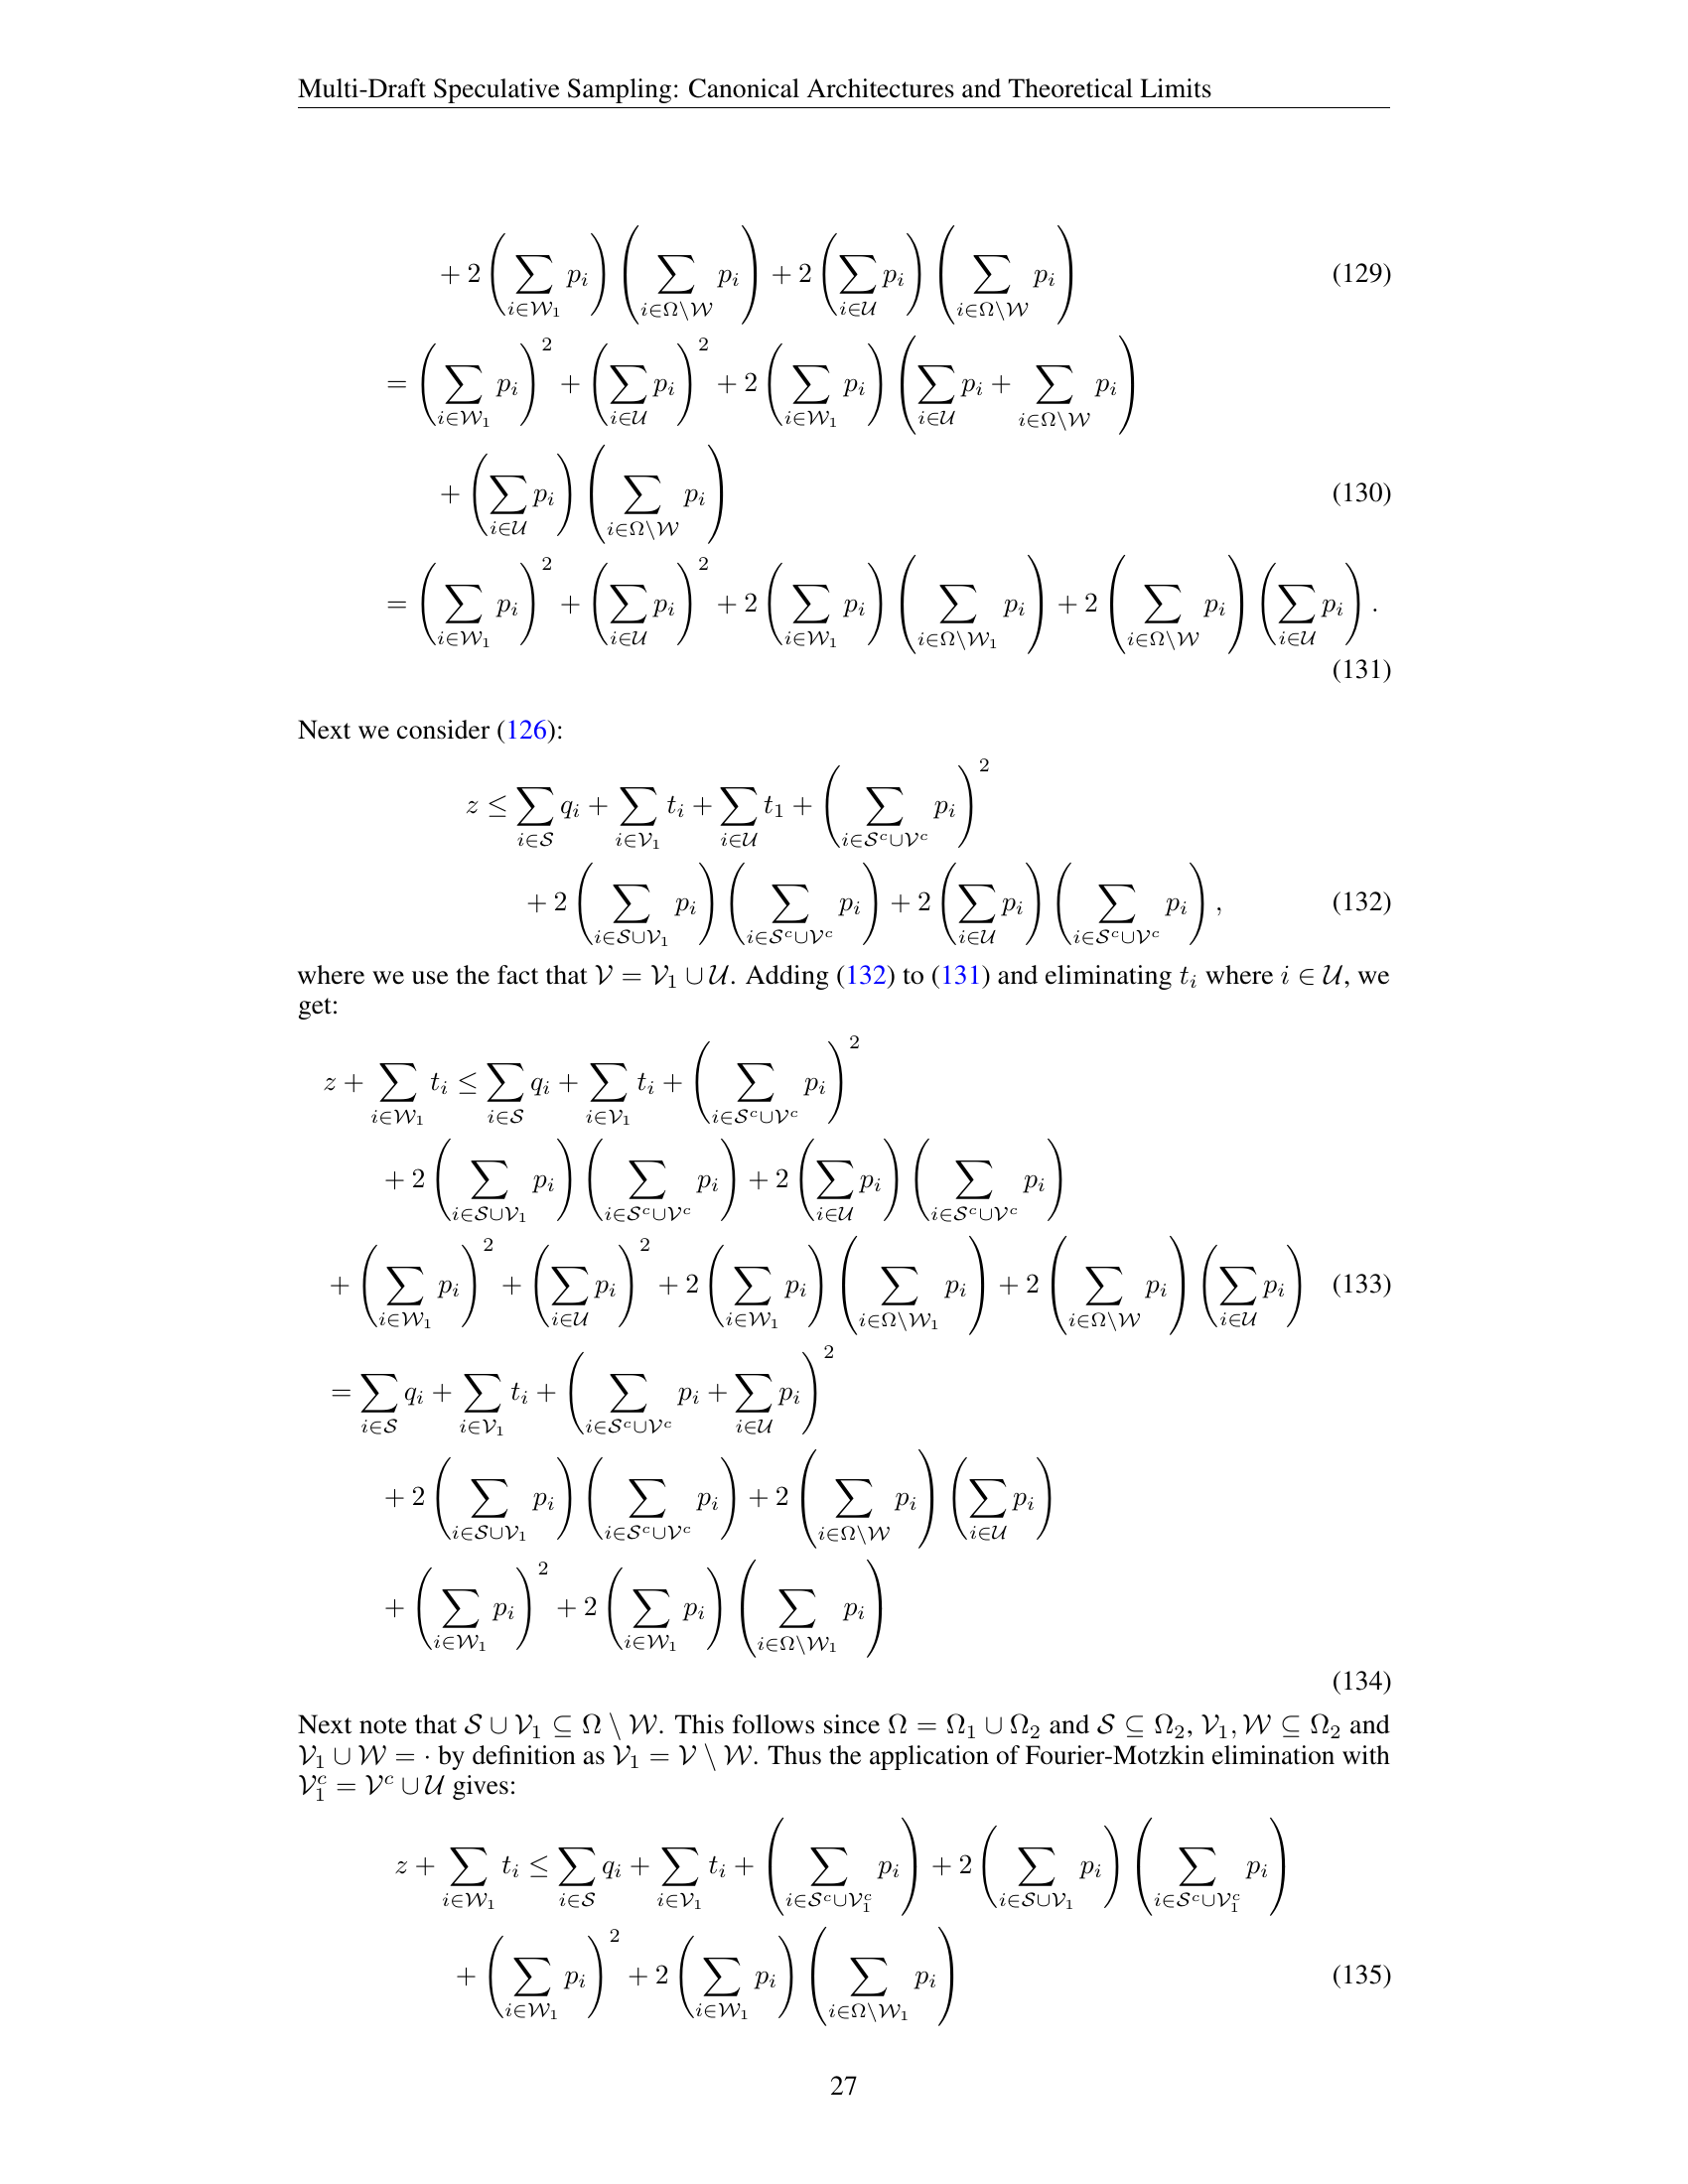 Multi-Draft Speculative Sampling: Canonical Architectures and Theoretical Limits
$+ 2\left(\sum_{i\in\mathcal{W}_1} p_i\right)\left(\sum_{i\in\Omega\setminus\mathcal{W}} p_i\right) + 2\left(\sum_{i\in\mathcal{U}} p_i\right)\left(\sum_{i\in\Omega\setminus\mathcal{W}} p_i\right)$ (129)
$= \left(\sum_{i\in\mathcal{W}_1} p_i\right)^2 + \left(\sum_{i\in\mathcal{U}} p_i\right)^2 + 2\left(\sum_{i\in\mathcal{W}_1} p_i\right)\left(\sum_{i\in\mathcal{U}} p_i + \sum_{i\in\Omega\setminus\mathcal{W}} p_i\right)$
$+ \left(\sum_{i\in\mathcal{U}} p_i\right)\left(\sum_{i\in\Omega\setminus\mathcal{W}} p_i\right)$ (130)
$= \left(\sum_{i\in\mathcal{W}_1} p_i\right)^2 + \left(\sum_{i\in\mathcal{U}} p_i\right)^2 + 2\left(\sum_{i\in\mathcal{W}_1} p_i\right)\left(\sum_{i\in\Omega\setminus\mathcal{W}_1} p_i\right) + 2\left(\sum_{i\in\Omega\setminus\mathcal{W}} p_i\right)\left(\sum_{i\in\mathcal{U}} p_i\right).$
(131)
Next we consider (126):
$z \leq \sum_{i\in\mathcal{S}} q_i + \sum_{i\in\mathcal{V}_1} t_i + \sum_{i\in\mathcal{U}} t_1 + \left(\sum_{i\in\mathcal{S}^c\cup\mathcal{V}^c} p_i\right)^2$
$+ 2\left(\sum_{i\in\mathcal{S}\cup\mathcal{V}_1} p_i\right)\left(\sum_{i\in\mathcal{S}^c\cup\mathcal{V}^c} p_i\right) + 2\left(\sum_{i\in\mathcal{U}} p_i\right)\left(\sum_{i\in\mathcal{S}^c\cup\mathcal{V}^c} p_i\right),$ (132)
where we use the fact that $\mathcal{V} = \mathcal{V}_1 \cup \mathcal{U}$. Adding (132) to (131) and eliminating $t_i$ where $i \in \mathcal{U}$, we
get:
$z + \sum_{i\in\mathcal{W}_1} t_i \leq \sum_{i\in\mathcal{S}} q_i + \sum_{i\in\mathcal{V}_1} t_i + \left(\sum_{i\in\mathcal{S}^c\cup\mathcal{V}^c} p_i\right)^2$
$+ 2\left(\sum_{i\in\mathcal{S}\cup\mathcal{V}_1} p_i\right)\left(\sum_{i\in\mathcal{S}^c\cup\mathcal{V}^c} p_i\right) + 2\left(\sum_{i\in\mathcal{U}} p_i\right)\left(\sum_{i\in\mathcal{S}^c\cup\mathcal{V}^c} p_i\right)$
$+ \left(\sum_{i\in\mathcal{W}_1} p_i\right)^2 + \left(\sum_{i\in\mathcal{U}} p_i\right)^2 + 2\left(\sum_{i\in\mathcal{W}_1} p_i\right)\left(\sum_{i\in\Omega\setminus\mathcal{W}_1} p_i\right) + 2\left(\sum_{i\in\Omega\setminus\mathcal{W}} p_i\right)\left(\sum_{i\in\mathcal{U}} p_i\right)$ (133)
$= \sum_{i\in\mathcal{S}} q_i + \sum_{i\in\mathcal{V}_1} t_i + \left(\sum_{i\in\mathcal{S}^c\cup\mathcal{V}^c} p_i + \sum_{i\in\mathcal{U}} p_i\right)^2$
$+ 2\left(\sum_{i\in\mathcal{S}\cup\mathcal{V}_1} p_i\right)\left(\sum_{i\in\mathcal{S}^c\cup\mathcal{V}^c} p_i\right) + 2\left(\sum_{i\in\Omega\setminus\mathcal{W}} p_i\right)\left(\sum_{i\in\mathcal{U}} p_i\right)$
$+ \left(\sum_{i\in\mathcal{W}_1} p_i\right)^2 + 2\left(\sum_{i\in\mathcal{W}_1} p_i\right)\left(\sum_{i\in\Omega\setminus\mathcal{W}_1} p_i\right)$
(134)
Next note that $\mathcal{S} \cup \mathcal{V}_1 \subseteq \Omega \setminus \mathcal{W}$. This follows since $\Omega = \Omega_1 \cup \Omega_2$ and $\mathcal{S} \subseteq \Omega_2$, $\mathcal{V}_1, \mathcal{W} \subseteq \Omega_2$ and
$\mathcal{V}_1 \cup \mathcal{W} = \cdot$ by definition as $\mathcal{V}_1 = \mathcal{V} \setminus \mathcal{W}$. Thus the application of Fourier-Motzkin elimination with
$\mathcal{V}_1^c = \mathcal{V}^c \cup \mathcal{U}$ gives:
$z + \sum_{i\in\mathcal{W}_1} t_i \leq \sum_{i\in\mathcal{S}} q_i + \sum_{i\in\mathcal{V}_1} t_i + \left(\sum_{i\in\mathcal{S}^c\cup\mathcal{V}_1^c} p_i\right) + 2\left(\sum_{i\in\mathcal{S}\cup\mathcal{V}_1} p_i\right)\left(\sum_{i\in\mathcal{S}^c\cup\mathcal{V}_1^c} p_i\right)$
$+ \left(\sum_{i\in\mathcal{W}_1} p_i\right)^2 + 2\left(\sum_{i\in\mathcal{W}_1} p_i\right)\left(\sum_{i\in\Omega\setminus\mathcal{W}_1} p_i\right)$ (135)
27